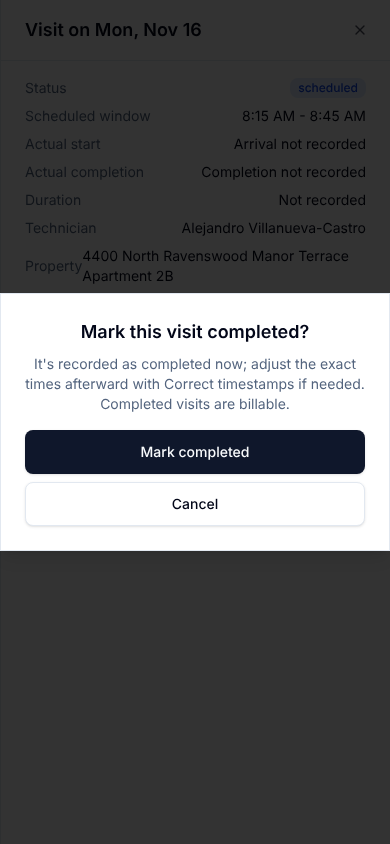 Visit on Mon, Nov 16
Status scheduled
Scheduled window 8:15 AM - 8:45 AM
Actual start Arrival not recorded
Actual completion Completion not recorded
Duration Not recorded
Technician Alejandro Villanueva-Castro
Property 4400 North Ravenswood Manor Terrace
Apartment 2B
Mark this visit completed?
It's recorded as completed now; adjust the exact
times afterward with Correct timestamps if needed.
Completed visits are billable.
Mark completed
Cancel